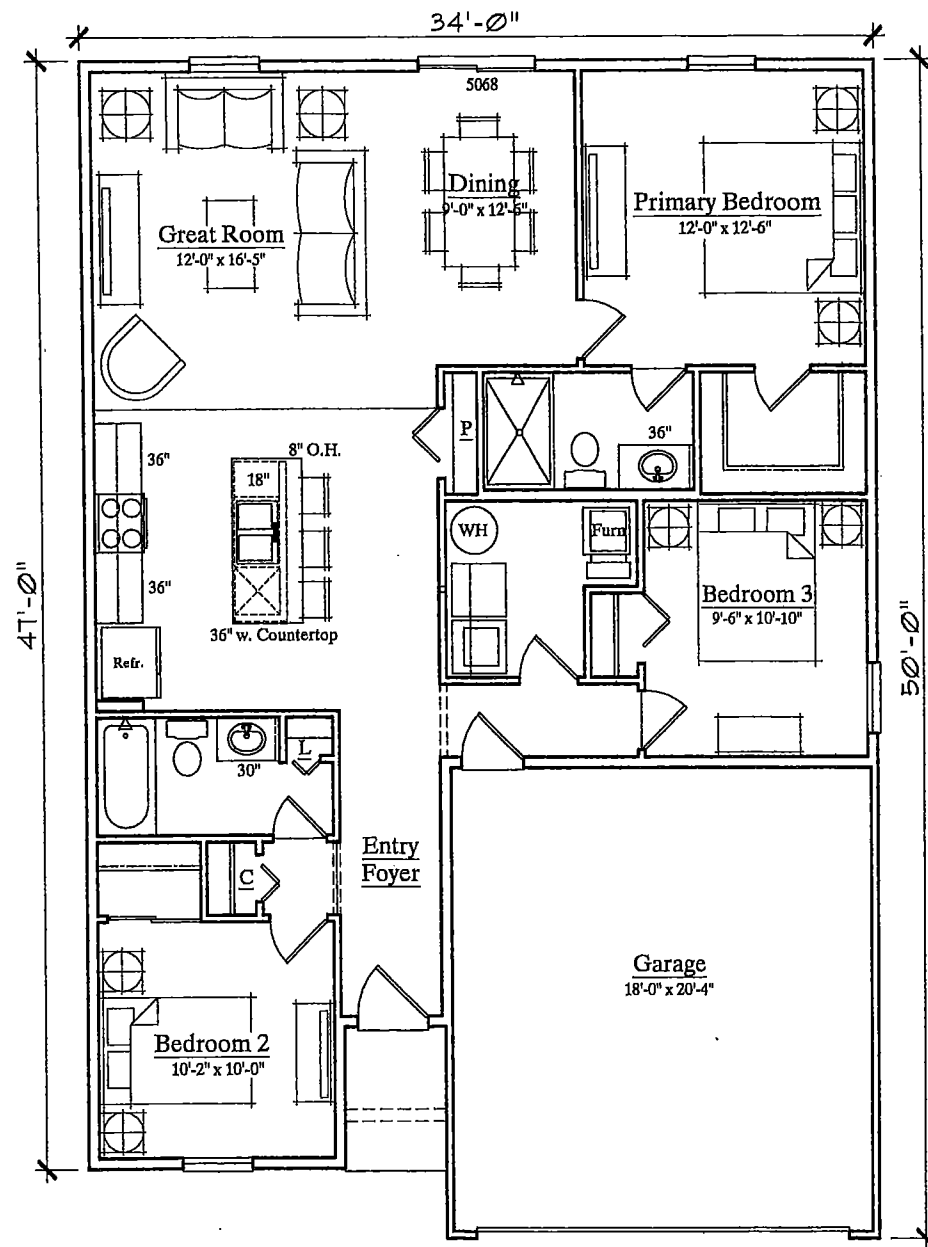 34'-0"
5068
Dining
9'-0" x 12'-6"
Primary Bedroom
12'-0" x 12'-6"
Great Room
12'-0" x 16'-5"
36"
8" O.H.
18"
P
36"
WH
Furn
47'-0"
36"
Bedroom 3
9'-6" x 10'-10"
50'-0"
36" w. Countertop
Refr.
L
30"
Entry
Foyer
C
Garage
18'-0" x 20'-4"
Bedroom 2
10'-2" x 10'-0"